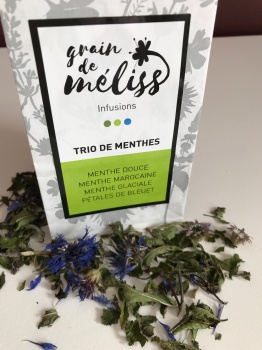 grain
de
méliss
Infusions
TRIO DE MENTHES
MENTHE DOUCE
MENTHE MAROCAINE
MENTHE GLACIALE
PÉTALES DE BLEUET